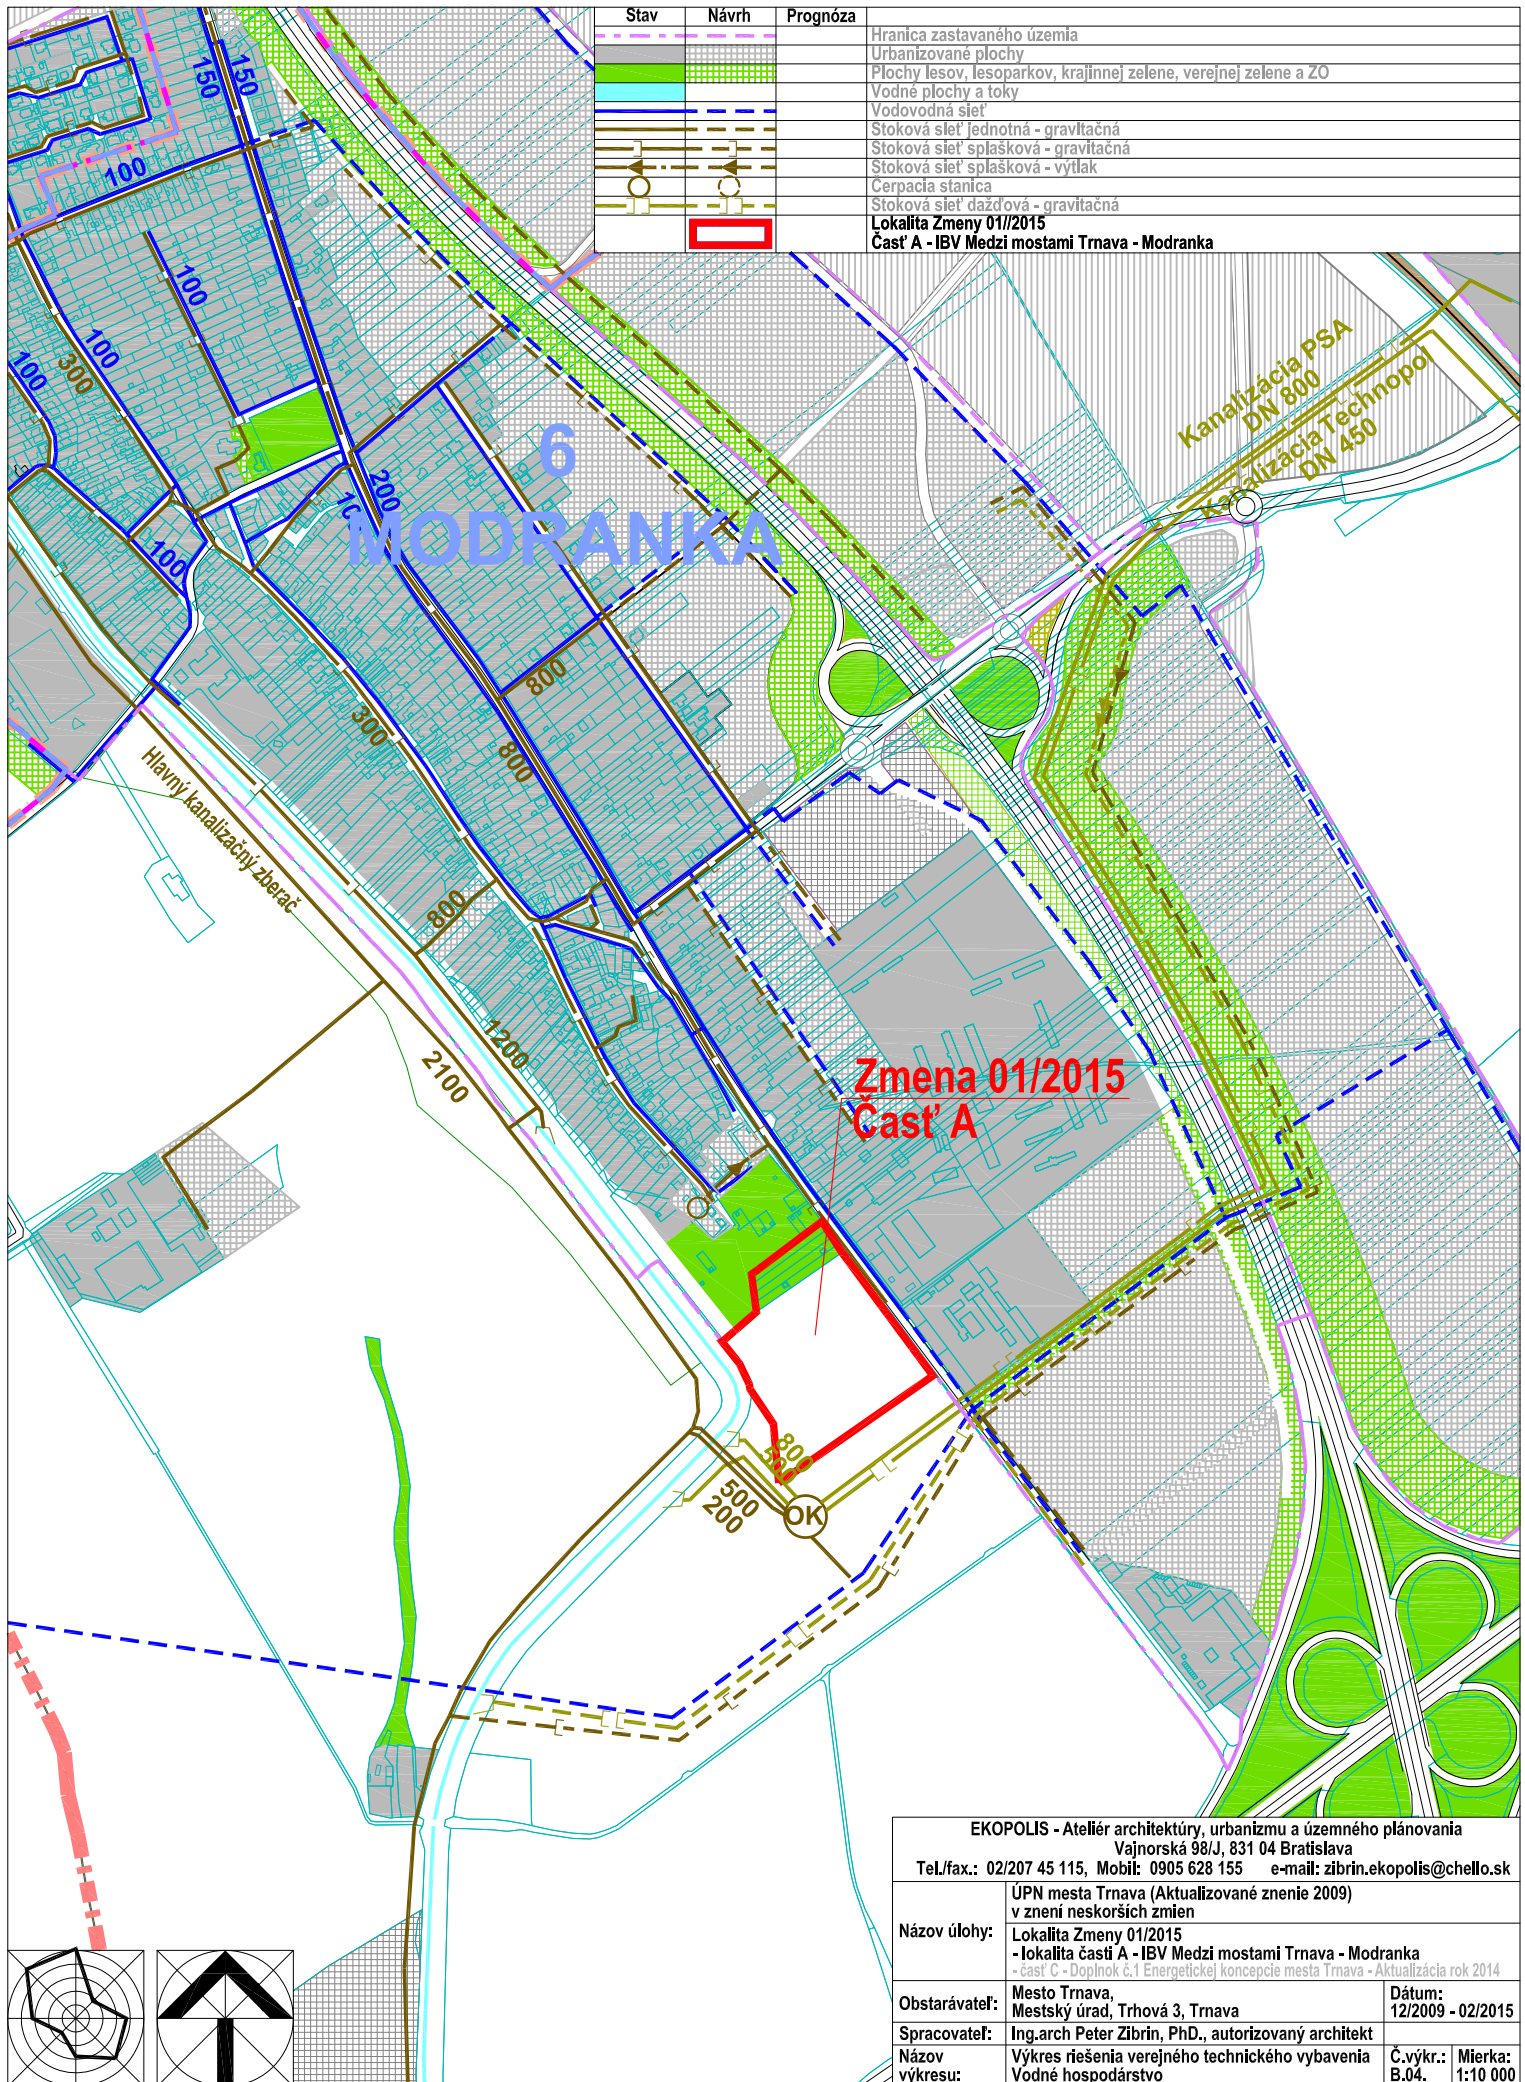 Stav Návrh Prognóza
Hranica zastavaného územia
Urbanizované plochy
Plochy lesov, lesoparkov, krajinnej zelene, verejnej zelene a ZO
Vodné plochy a toky
Vodovodná sieť
Stoková sieť jednotná - gravitačná
Stoková sieť splašková - gravitačná
Stoková sieť splašková - výtlak
Čerpacia stanica
Stoková sieť dažďová - gravitačná
Lokalita Zmeny 01//2015
Časť A - IBV Medzi mostami Trnava - Modranka
150
150
100
100
100
100
300
Kanalizácia PSA
DN 800
Kanalizácia Technopol
DN 450
6
MODRANKA
200
10
100
800
300
800
Hlavný kanalizačný zberač
800
1200
2100
Zmena 01/2015
Časť A
800
500
500
200
OK
EKOPOLIS - Ateliér architektúry, urbanizmu a územného plánovania
Vajnorská 98/J, 831 04 Bratislava
Tel./fax.: 02/207 45 115, Mobil: 0905 628 155 e-mail: zibrin.ekopolis@chello.sk
Názov úlohy:
ÚPN mesta Trnava (Aktualizované znenie 2009)
v znení neskorších zmien
Lokalita Zmeny 01/2015
- lokalita časti A - IBV Medzi mostami Trnava - Modranka
- časť C - Doplnok č.1 Energetickej koncepcie mesta Trnava - Aktualizácia rok 2014
Obstarávateľ:
Mesto Trnava,
Mestský úrad, Trhová 3, Trnava
Dátum:
12/2009 - 02/2015
Spracovateľ: Ing.arch Peter Zibrin, PhD., autorizovaný architekt
Názov
výkresu:
Výkres riešenia verejného technického vybavenia
Vodné hospodárstvo
Č.výkr.:
B.04.
Mierka:
1:10 000